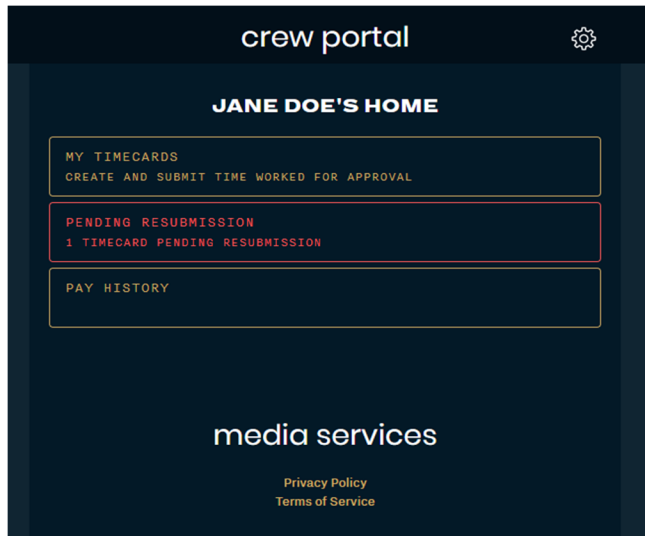 crew portal
JANE DOE'S HOME
MY TIMECARDS
CREATE AND SUBMIT TIME WORKED FOR APPROVAL
PENDING RESUBMISSION
1 TIMECARD PENDING RESUBMISSION
PAY HISTORY
media services
Privacy Policy
Terms of Service